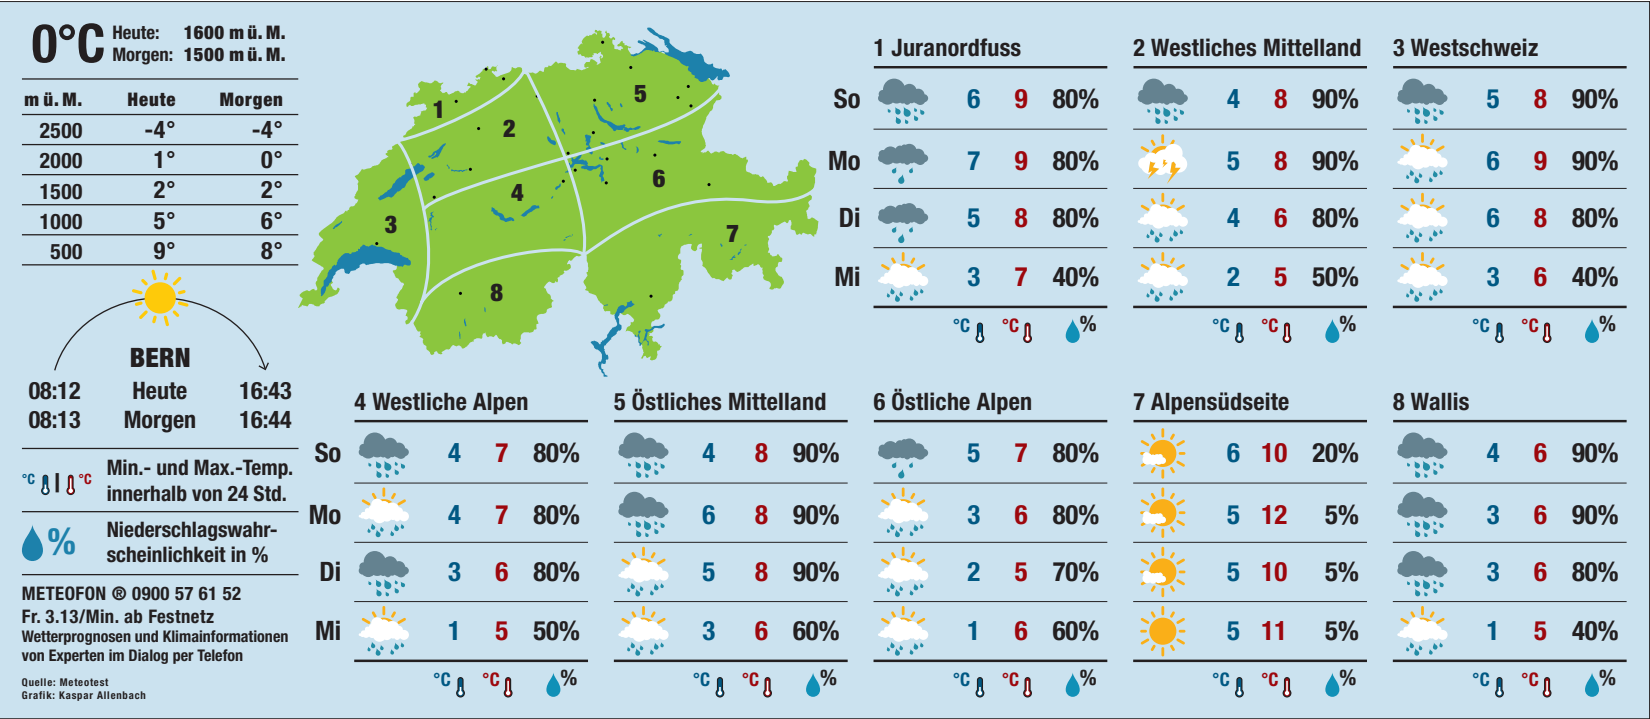 0°C
Heute: 1600 m ü. M.
Morgen: 1500 m ü. M.
m ü. M. Heute Morgen
2500 -4° -4°
2000 1° 0°
1500 2° 2°
1000 5° 6°
500 9° 8°
BERN
08:12 Heute 16:43
08:13 Morgen 16:44
°C | °C Min.- und Max.-Temp.
innerhalb von 24 Std.
% Niederschlagswahr-
scheinlichkeit in %
METEOFON ® 0900 57 61 52
Fr. 3.13/Min. ab Festnetz
Wetterprognosen und Klimainformationen
von Experten im Dialog per Telefon
Quelle: Meteotest
Grafik: Kaspar Allenbach
1
2
3
4
5
6
7
8
1 Juranordfuss 2 Westliches Mittelland 3 Westschweiz
So 6 9 80% 4 8 90% 5 8 90%
Mo 7 9 80% 5 8 90% 6 9 90%
Di 5 8 80% 4 6 80% 6 8 80%
Mi 3 7 40% 2 5 50% 3 6 40%
°C °C % °C °C % °C °C %
4 Westliche Alpen 5 Östliches Mittelland 6 Östliche Alpen 7 Alpensüdseite 8 Wallis
So 4 7 80% 4 8 90% 5 7 80% 6 10 20% 4 6 90%
Mo 4 7 80% 6 8 90% 3 6 80% 5 12 5% 3 6 90%
Di 3 6 80% 5 8 90% 2 5 70% 5 10 5% 3 6 80%
Mi 1 5 50% 3 6 60% 1 6 60% 5 11 5% 1 5 40%
°C °C % °C °C % °C °C % °C °C % °C °C %